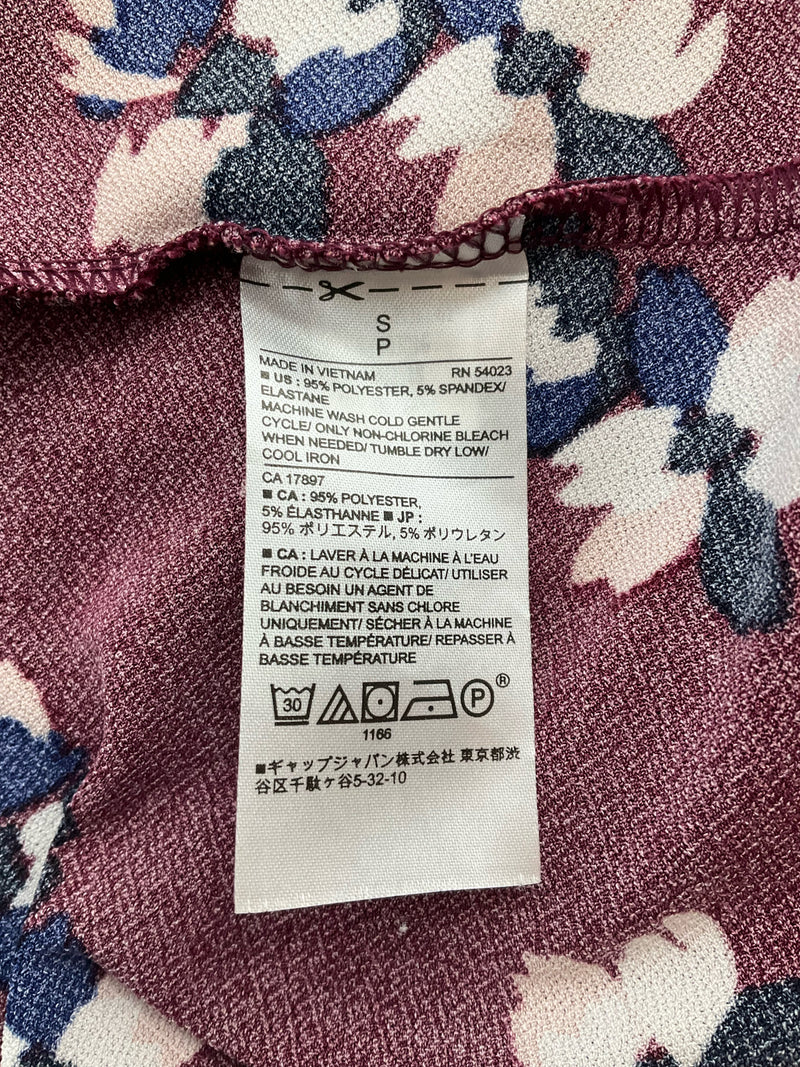 S
P
MADE IN VIETNAM RN 54023
■ US : 95% POLYESTER, 5% SPANDEX/
ELASTANE
MACHINE WASH COLD GENTLE
CYCLE/ ONLY NON-CHLORINE BLEACH
WHEN NEEDED/ TUMBLE DRY LOW/
COOL IRON
CA 17897
■ CA : 95% POLYESTER,
5% ÉLASTHANNE ■ JP :
95% ポリエステル, 5% ポリウレタン
■ CA : LAVER À LA MACHINE À L'EAU
FROIDE AU CYCLE DÉLICAT/ UTILISER
AU BESOIN UN AGENT DE
BLANCHIMENT SANS CHLORE
UNIQUEMENT/ SÉCHER À LA MACHINE
À BASSE TEMPÉRATURE/ REPASSER À
BASSE TEMPÉRATURE
30 P ®
1166
■ギャップジャパン株式会社 東京都渋
谷区千駄ケ谷5-32-10